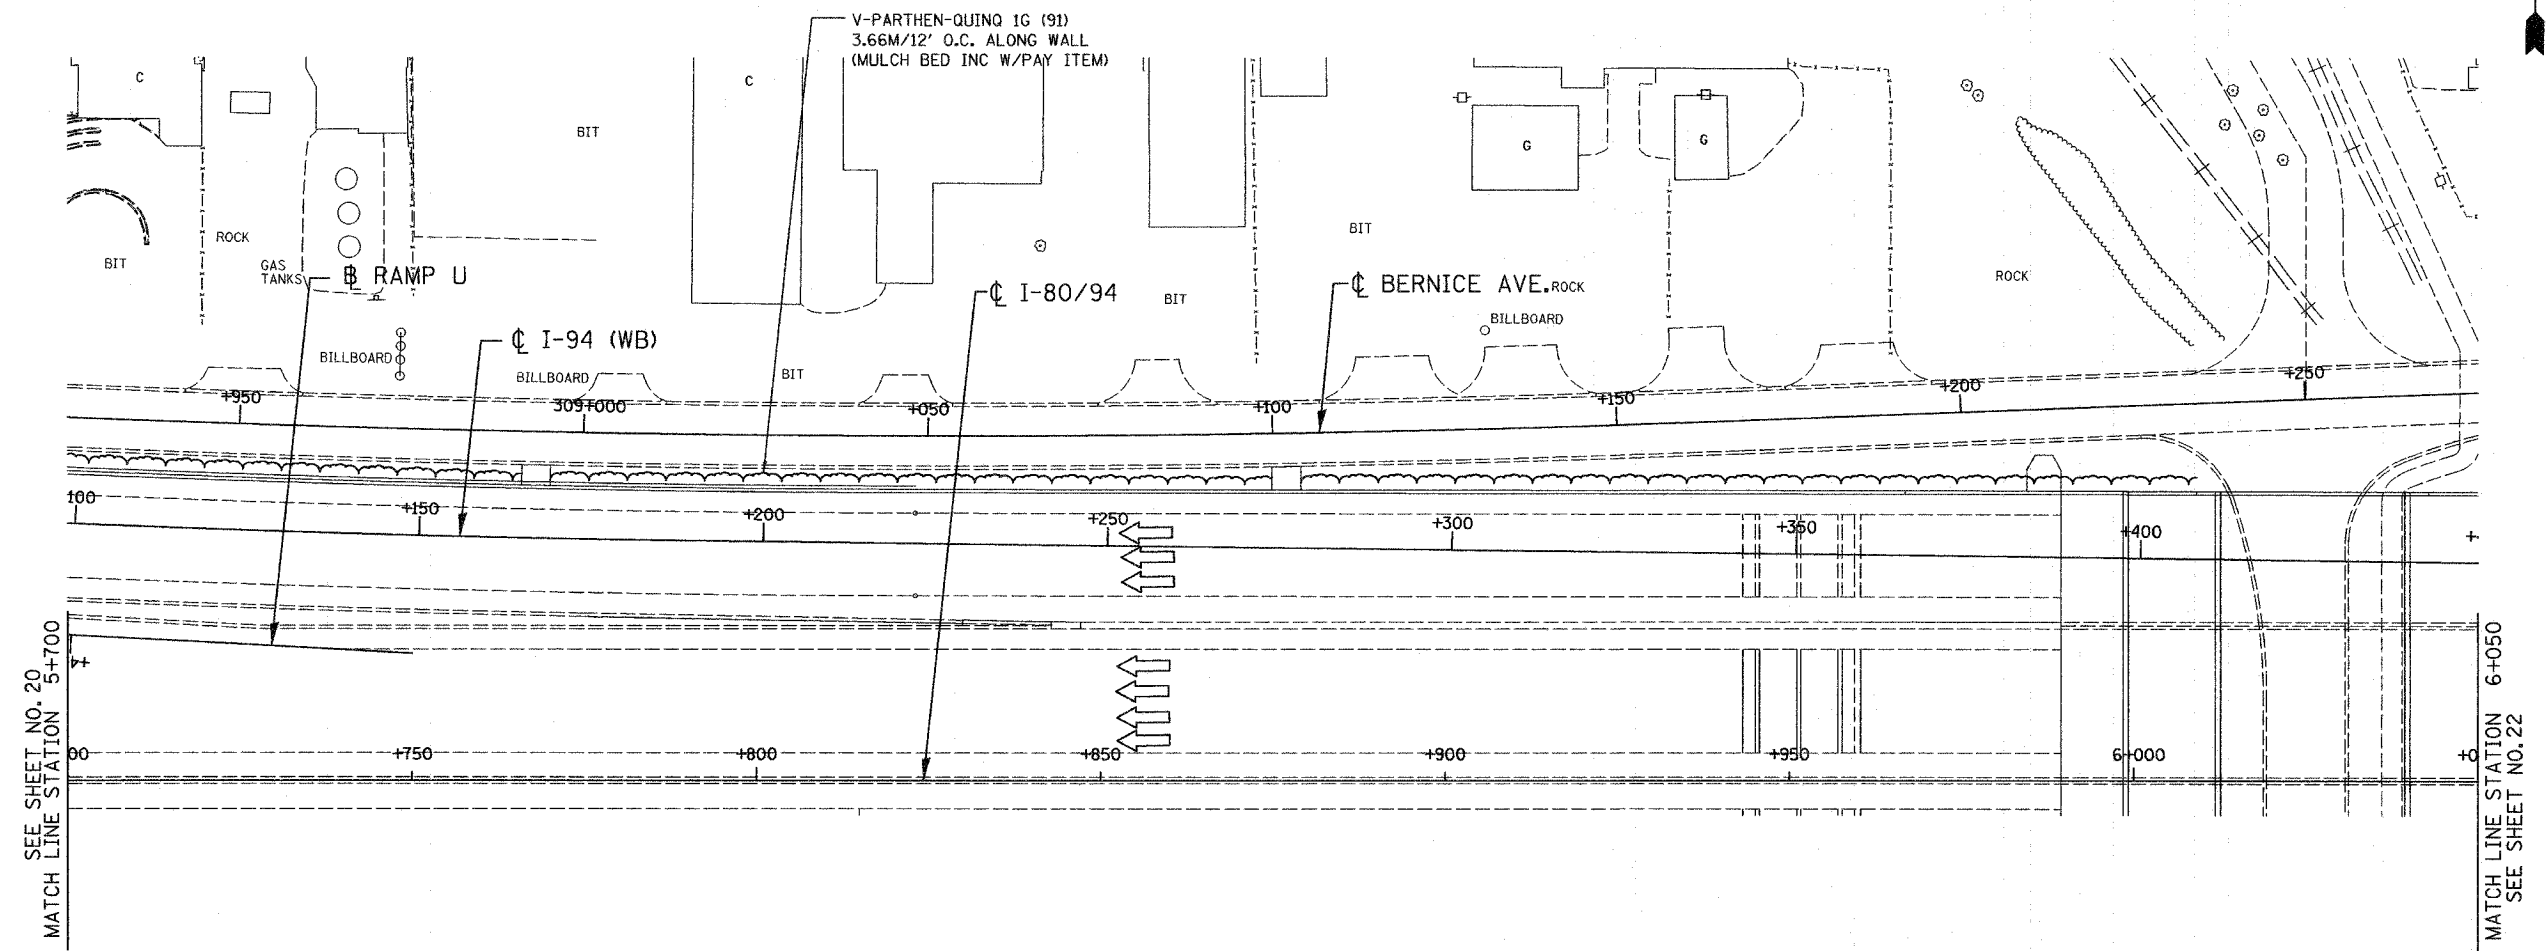 V-PARTHEN-QUINQ 1G (91)
3.66M/12' O.C. ALONG WALL
(MULCH BED INC W/PAY ITEM)
C
C
BIT
G
G
ROCK
BIT
GAS
TANKS
BIT
℄ RAMP U
℄ I-80/94
BIT
℄ BERNICE AVE.
ROCK
ROCK
BILLBOARD
℄ I-94 (WB)
BILLBOARD
BILLBOARD
BIT
+950
309+000
+050
+100
+150
+200
+250
100
+150
+200
+250
+300
+350
+400
+
+4
00
+750
+800
+850
+900
+950
6+000
+0
SEE SHEET NO. 20
MATCH LINE STATION 5+700
MATCH LINE STATION 6+050
SEE SHEET NO. 22